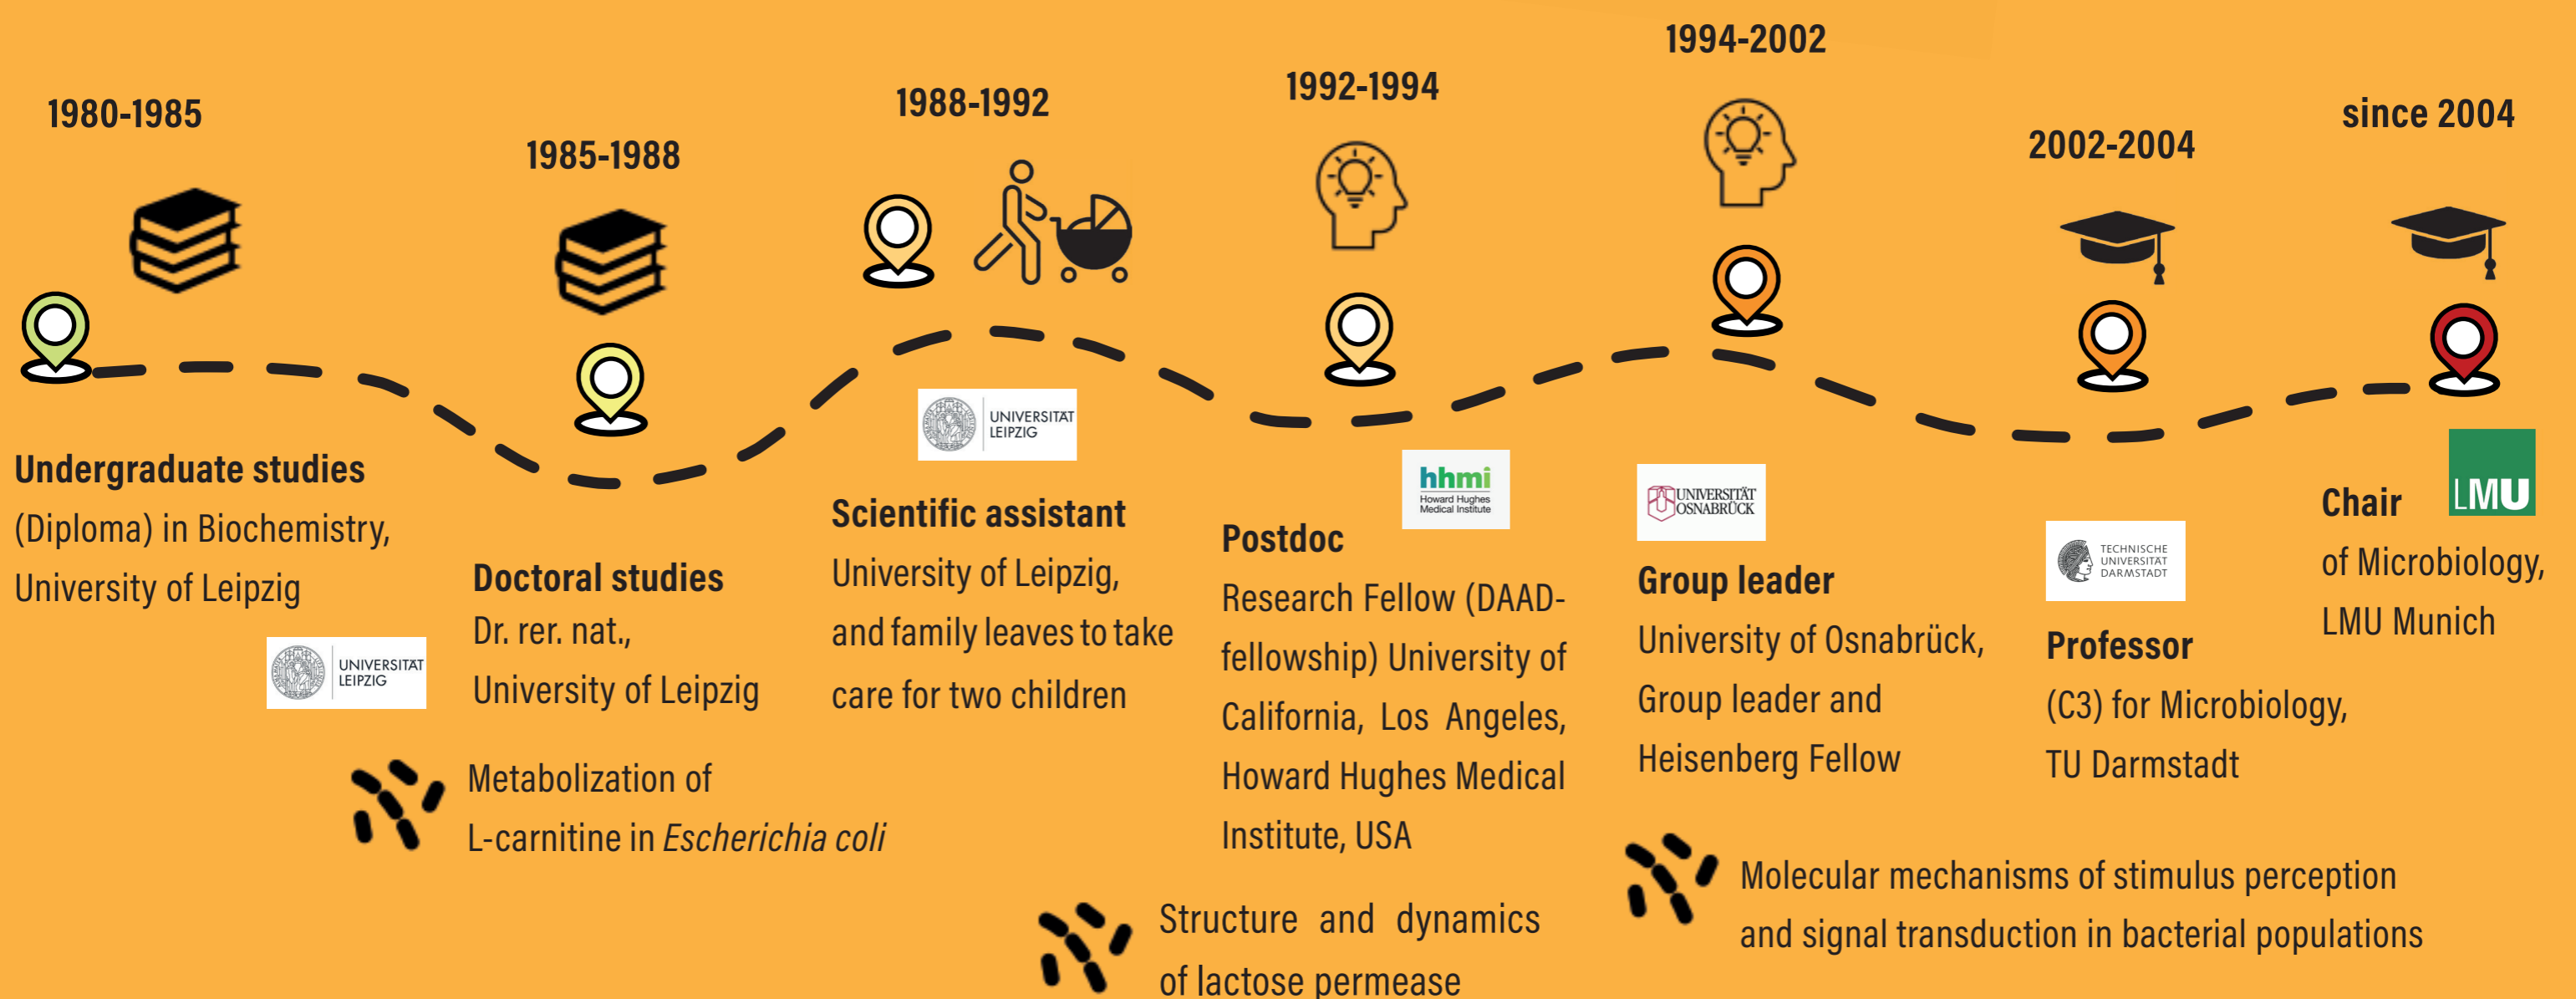 1980-1985
Undergraduate studies
(Diploma) in Biochemistry,
University of Leipzig
UNIVERSITÄT
LEIPZIG
1985-1988
Doctoral studies
Dr. rer. nat.,
University of Leipzig
Metabolization of
L-carnitine in Escherichia coli
1988-1992
UNIVERSITÄT
LEIPZIG
Scientific assistant
University of Leipzig,
and family leaves to take
care for two children
1992-1994
hhmi
Howard Hughes
Medical Institute
Postdoc
Research Fellow (DAAD-
fellowship) University of
California, Los Angeles,
Howard Hughes Medical
Institute, USA
Structure and dynamics
of lactose permease
1994-2002
UNIVERSITÄT
OSNABRÜCK
Group leader
University of Osnabrück,
Group leader and
Heisenberg Fellow
2002-2004
TECHNISCHE
UNIVERSITÄT
DARMSTADT
Professor
(C3) for Microbiology,
TU Darmstadt
Molecular mechanisms of stimulus perception
and signal transduction in bacterial populations
since 2004
LMU
Chair
of Microbiology,
LMU Munich